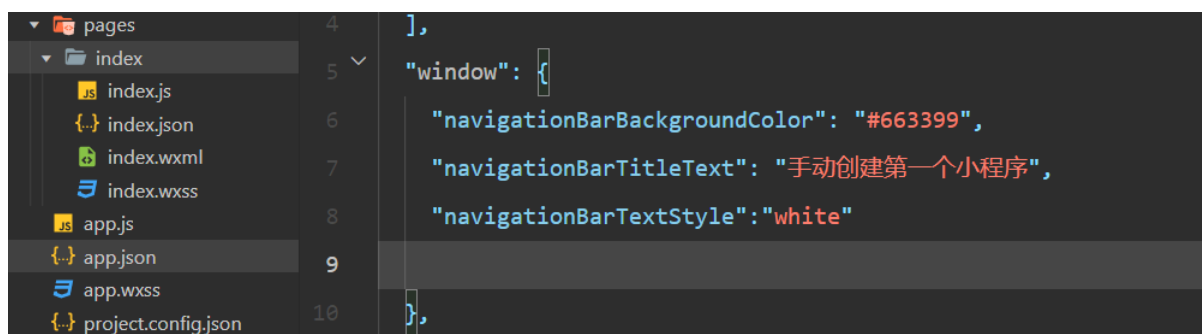 pages
index
JS index.js
{..} index.json
index.wxml
index.wxss
JS app.js
{..} app.json
app.wxss
{..} project.config.json
4 ],
5 "window": {
6 "navigationBarBackgroundColor": "#663399",
7 "navigationBarTitleText": "手动创建第一个小程序",
8 "navigationBarTextStyle":"white"
9
10 },